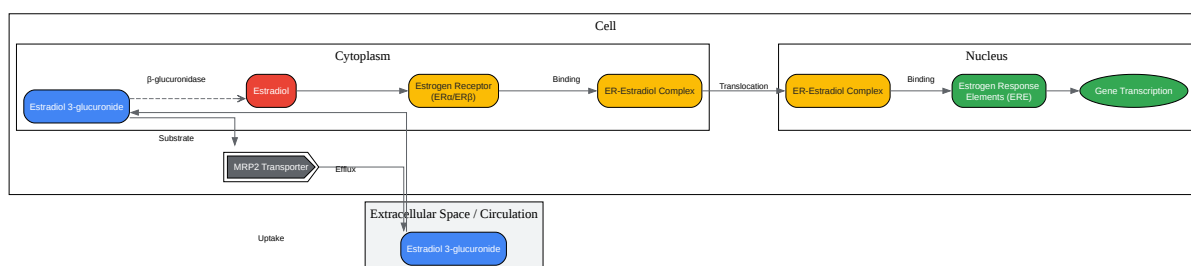 Cell
Cytoplasm
Nucleus
β-glucuronidase
Estradiol 3-glucuronide
Estradiol
Estrogen Receptor
(ERα/ERβ)
Binding
ER-Estradiol Complex
Translocation
ER-Estradiol Complex
Binding
Estrogen Response
Elements (ERE)
Gene Transcription
Substrate
MRP2 Transporter
Efflux
Extracellular Space / Circulation
Uptake
Estradiol 3-glucuronide